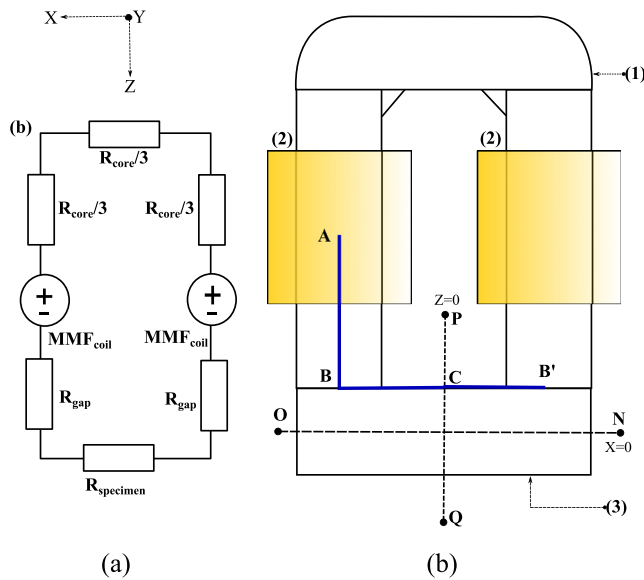 X
Y
Z
(b)
R_core/3
R_core/3
R_core/3
MMF_coil
MMF_coil
R_gap
R_gap
R_specimen
(a)
(1)
(2)
(2)
A
Z=0
P
B
C
B'
O
N
X=0
Q
(3)
(b)